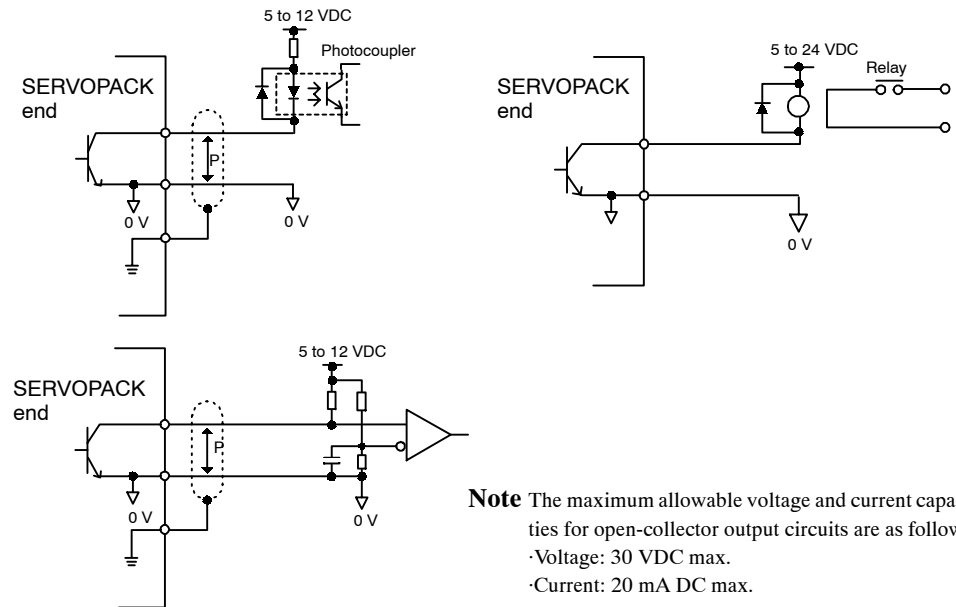 5 to 12 VDC
Photocoupler
SERVOPACK
end
P
0 V
0 V
5 to 24 VDC
Relay
SERVOPACK
end
0 V
5 to 12 VDC
SERVOPACK
end
P
0 V
0 V
Note The maximum allowable voltage and current capa
ties for open-collector output circuits are as follow
·Voltage: 30 VDC max.
·Current: 20 mA DC max.